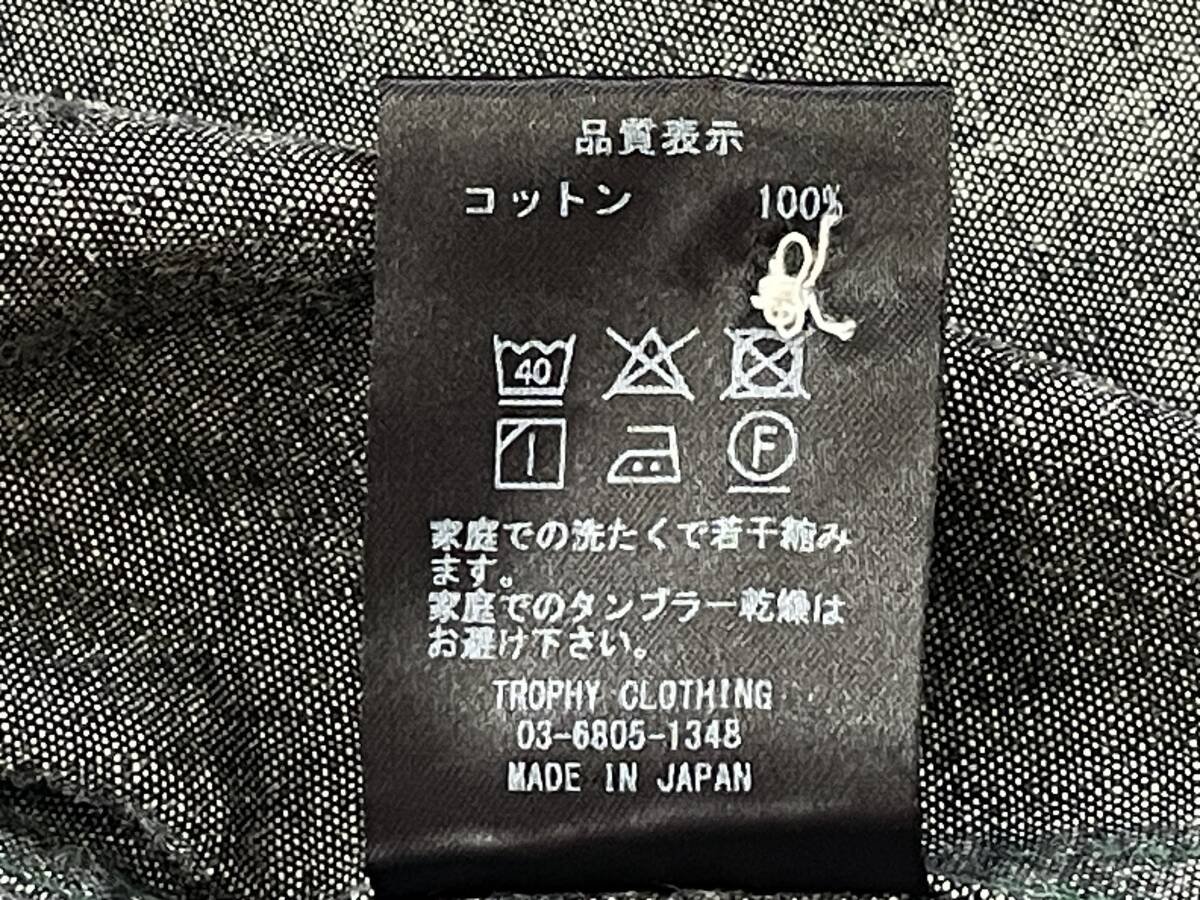 品質表示
コットン 100%
40
F
家庭での洗たくで若干縮み
ます。
家庭でのタンブラー乾燥は
お避け下さい。
TROPHY CLOTHING
03-6805-1348
MADE IN JAPAN